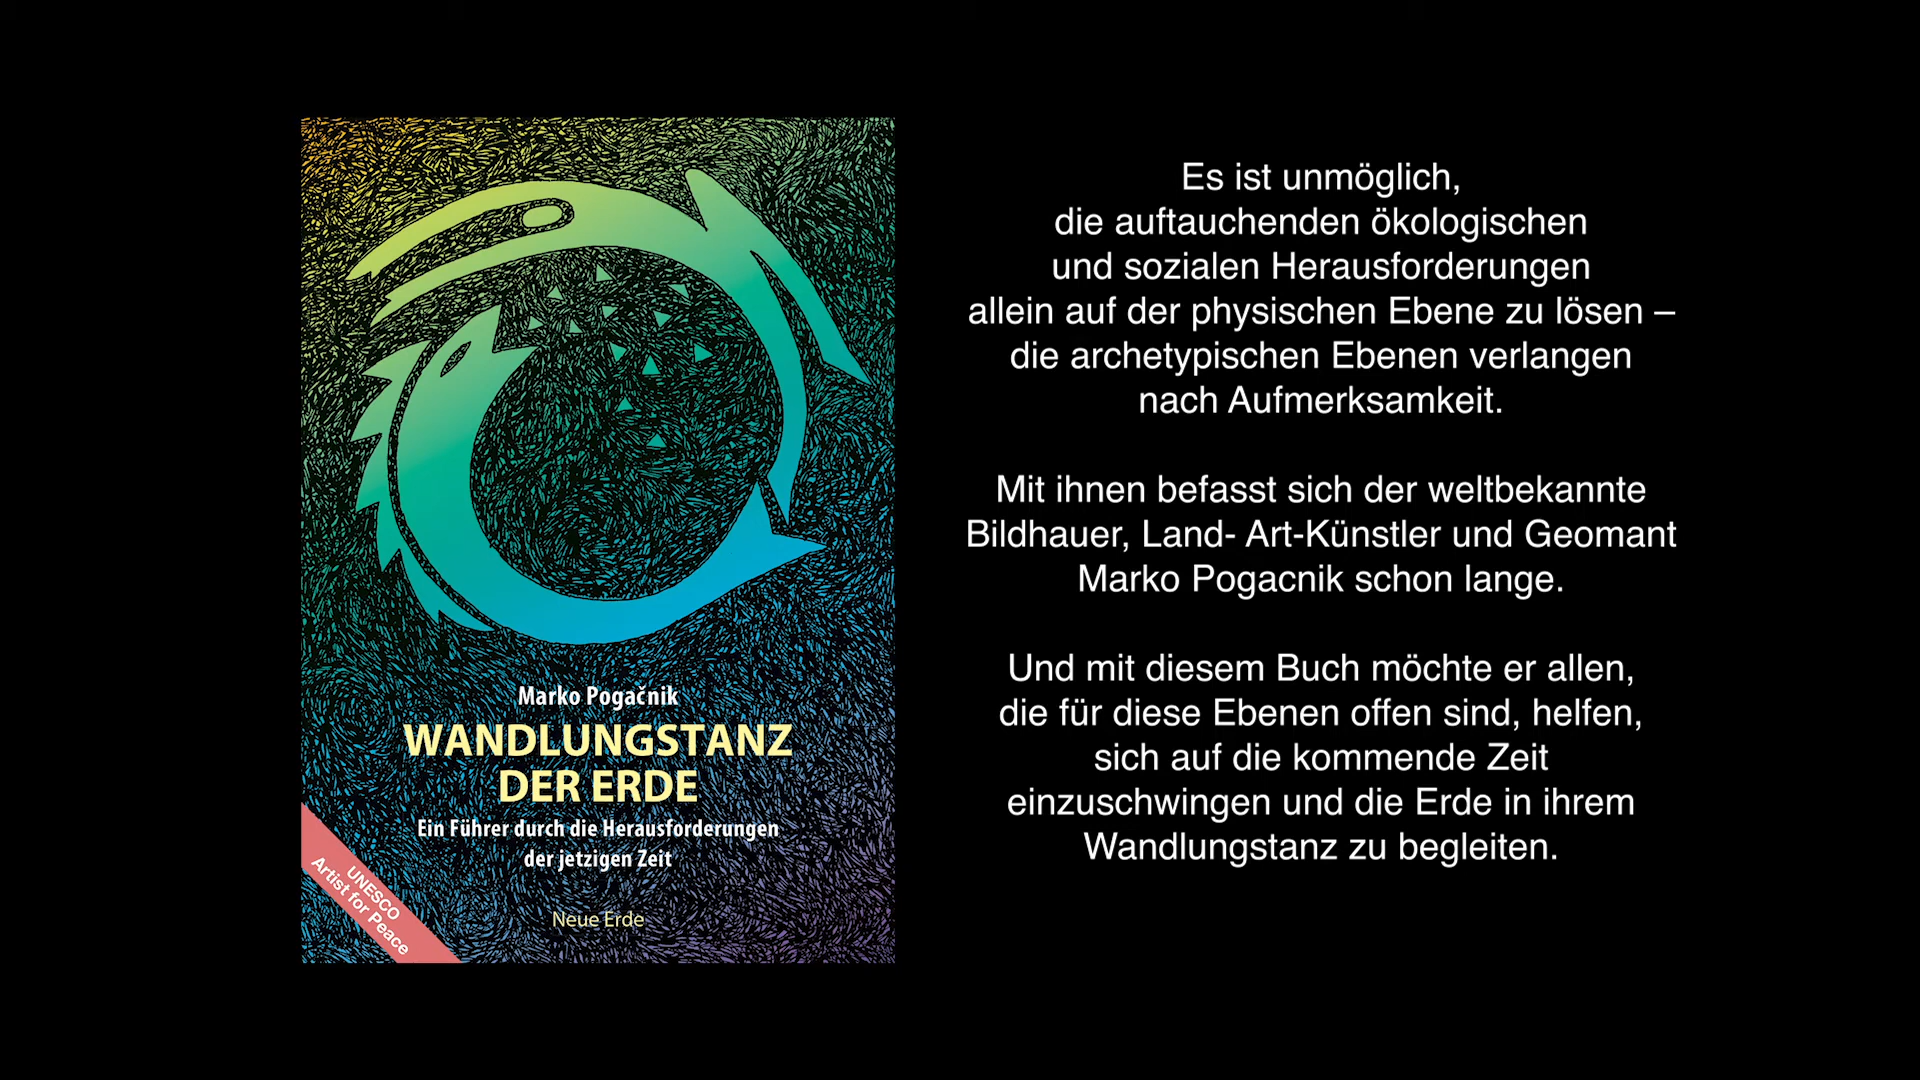 Marko Pogačnik
WANDLUNGSTANZ
DER ERDE
Ein Führer durch die Herausforderungen
der jetzigen Zeit
Neue Erde
UNESCO
Artist for Peace
Es ist unmöglich,
die auftauchenden ökologischen
und sozialen Herausforderungen
allein auf der physischen Ebene zu lösen –
die archetypischen Ebenen verlangen
nach Aufmerksamkeit.
Mit ihnen befasst sich der weltbekannte
Bildhauer, Land- Art-Künstler und Geomant
Marko Pogacnik schon lange.
Und mit diesem Buch möchte er allen,
die für diese Ebenen offen sind, helfen,
sich auf die kommende Zeit
einzuschwingen und die Erde in ihrem
Wandlungstanz zu begleiten.